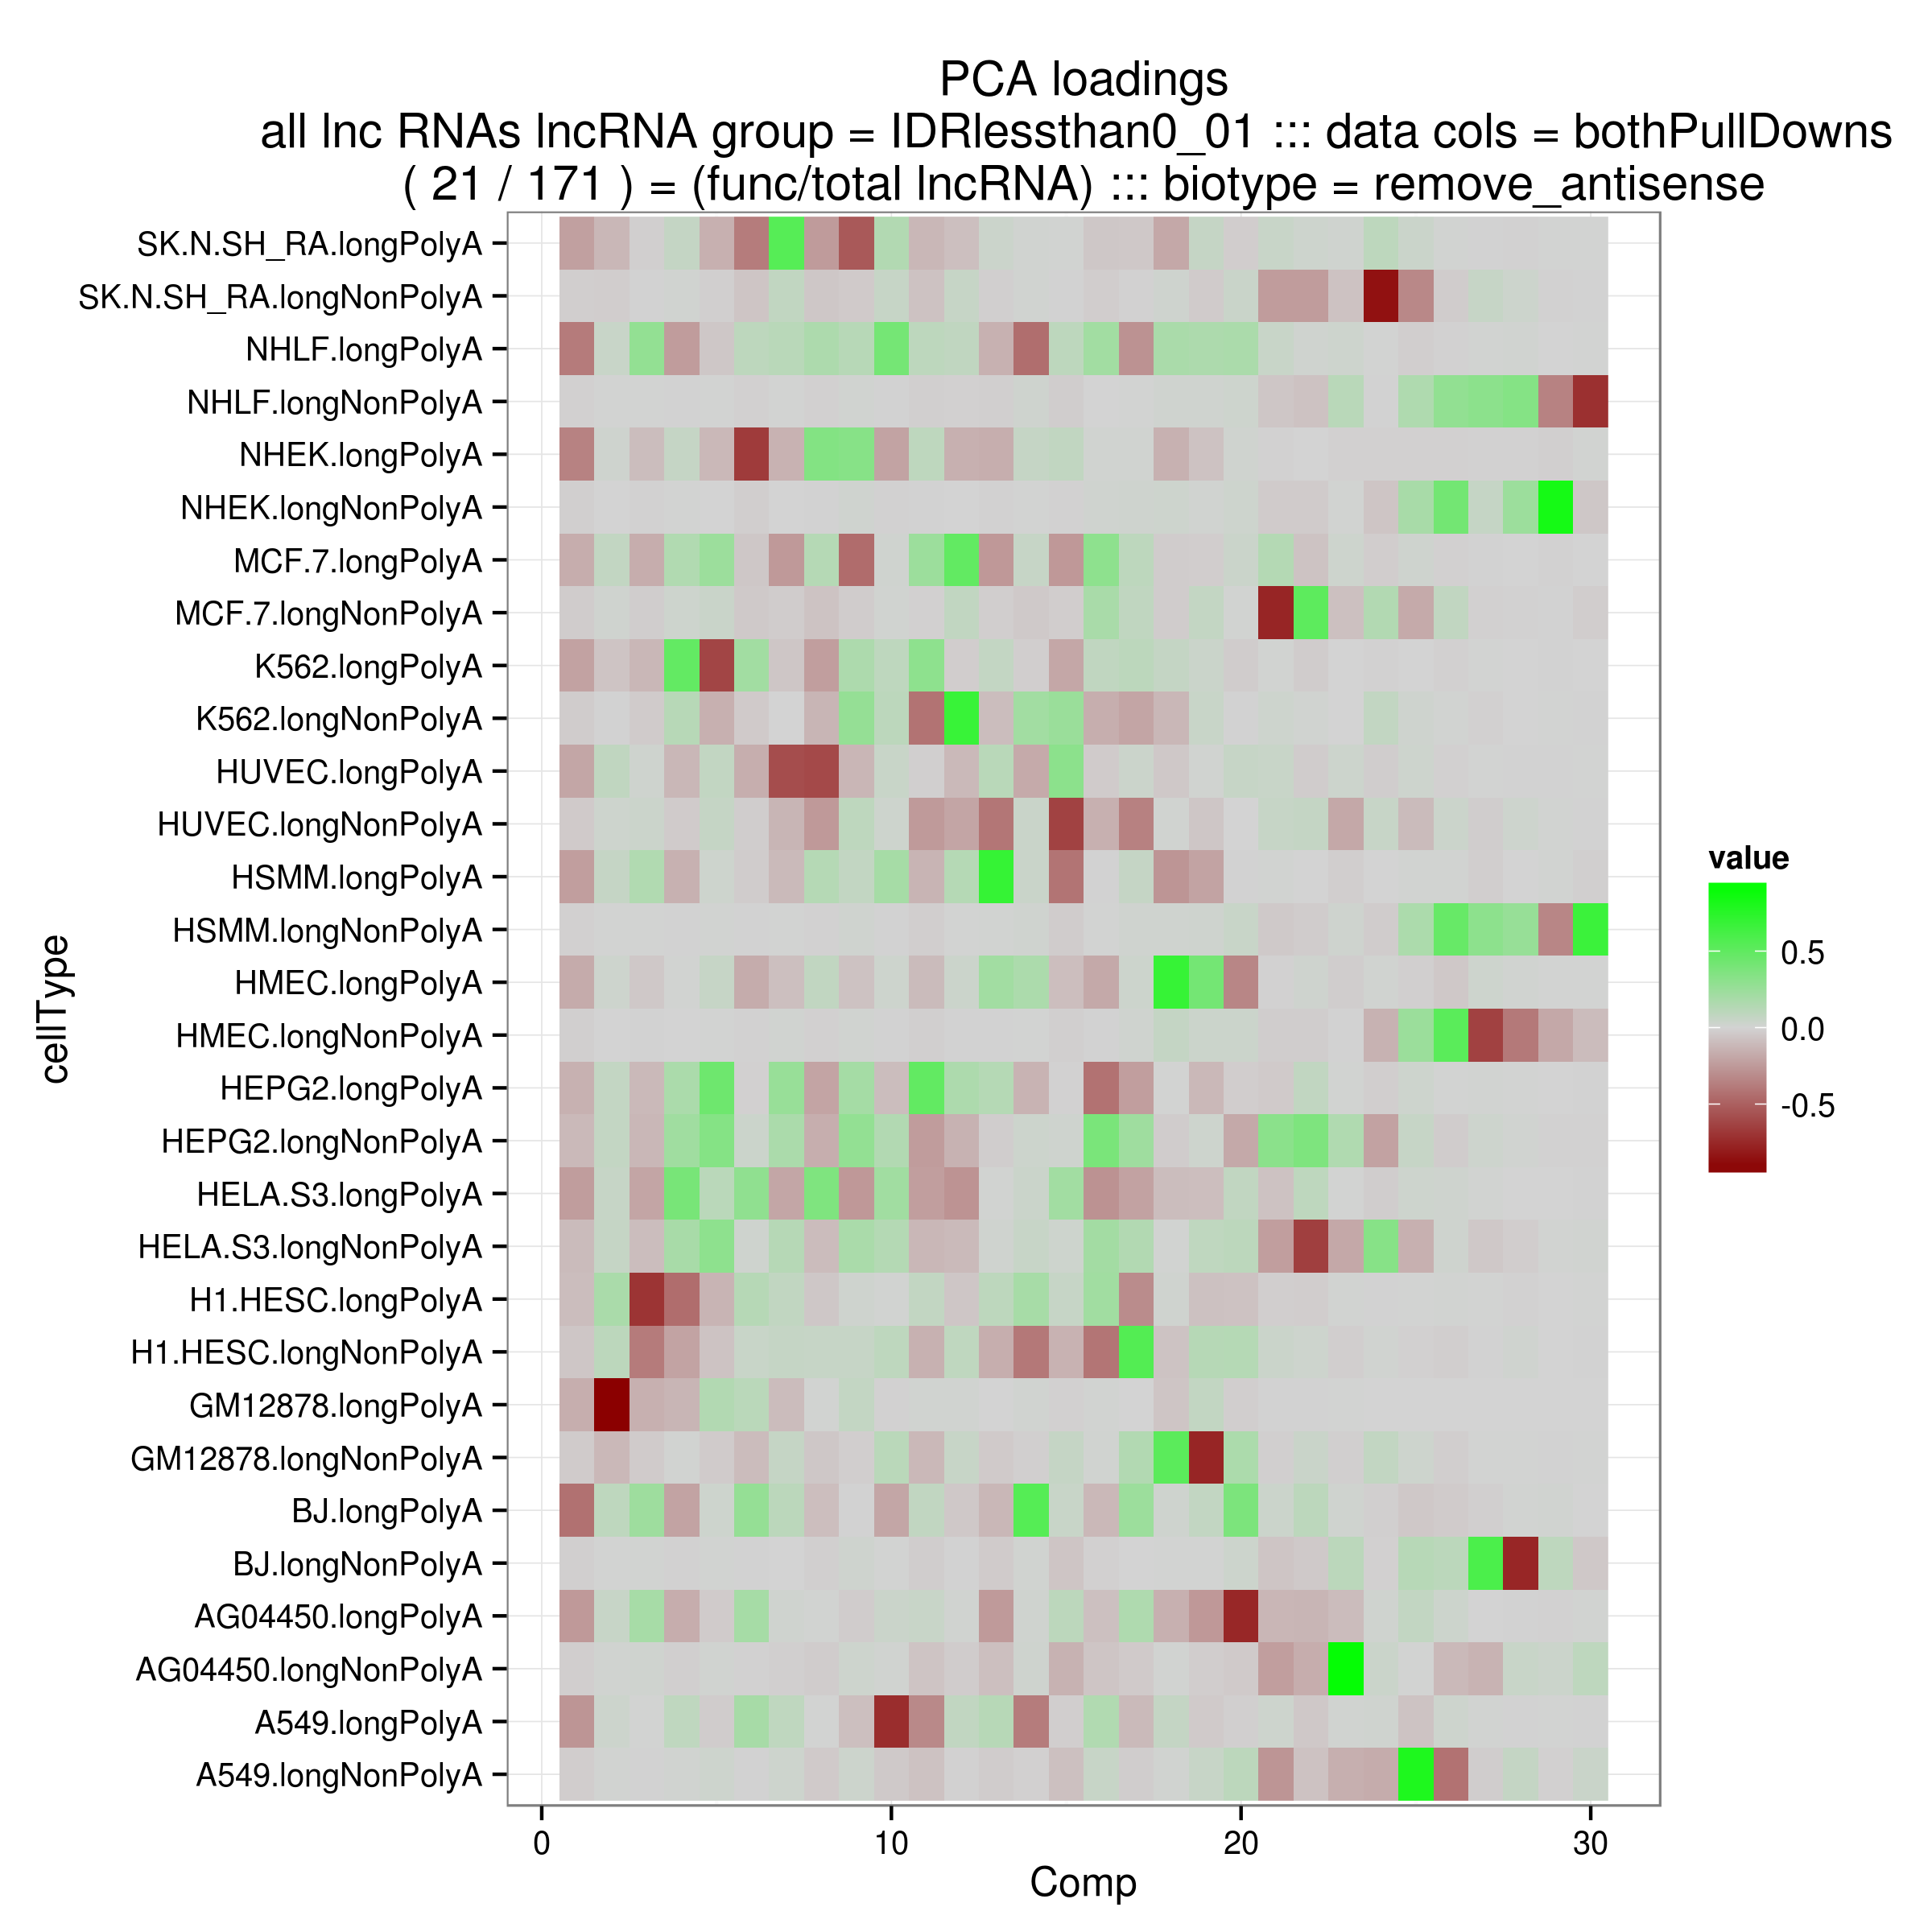 PCA loadings
all lnc RNAs lncRNA group = IDRlessthan0_01 ::: data cols = bothPullDowns
( 21 / 171 ) = (func/total lncRNA) ::: biotype = remove_antisense
SK.N.SH_RA.longPolyA
SK.N.SH_RA.longNonPolyA
NHLF.longPolyA
NHLF.longNonPolyA
NHEK.longPolyA
NHEK.longNonPolyA
MCF.7.longPolyA
MCF.7.longNonPolyA
K562.longPolyA
K562.longNonPolyA
HUVEC.longPolyA
HUVEC.longNonPolyA
HSMM.longPolyA
HSMM.longNonPolyA
HMEC.longPolyA
HMEC.longNonPolyA
HEPG2.longPolyA
HEPG2.longNonPolyA
HELA.S3.longPolyA
HELA.S3.longNonPolyA
H1.HESC.longPolyA
H1.HESC.longNonPolyA
GM12878.longPolyA
GM12878.longNonPolyA
BJ.longPolyA
BJ.longNonPolyA
AG04450.longPolyA
AG04450.longNonPolyA
A549.longPolyA
A549.longNonPolyA
cellType
0 10 20 30
Comp
value
0.5
0.0
-0.5